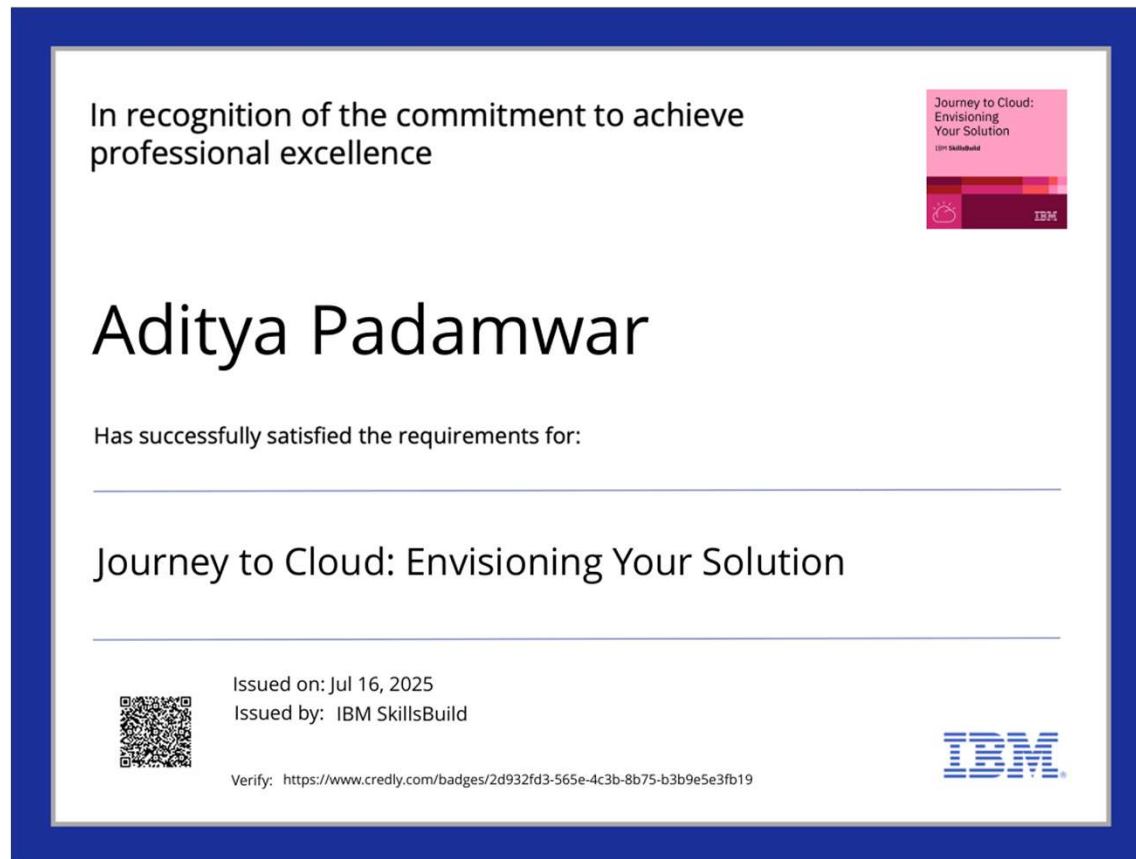 In recognition of the commitment to achieve
professional excellence
Journey to Cloud:
Envisioning
Your Solution
IBM SkillsBuild
IBM
Aditya Padamwar
Has successfully satisfied the requirements for:
Journey to Cloud: Envisioning Your Solution
Issued on: Jul 16, 2025
Issued by: IBM SkillsBuild
Verify: https://www.credly.com/badges/2d932fd3-565e-4c3b-8b75-b3b9e5e3fb19
IBM®